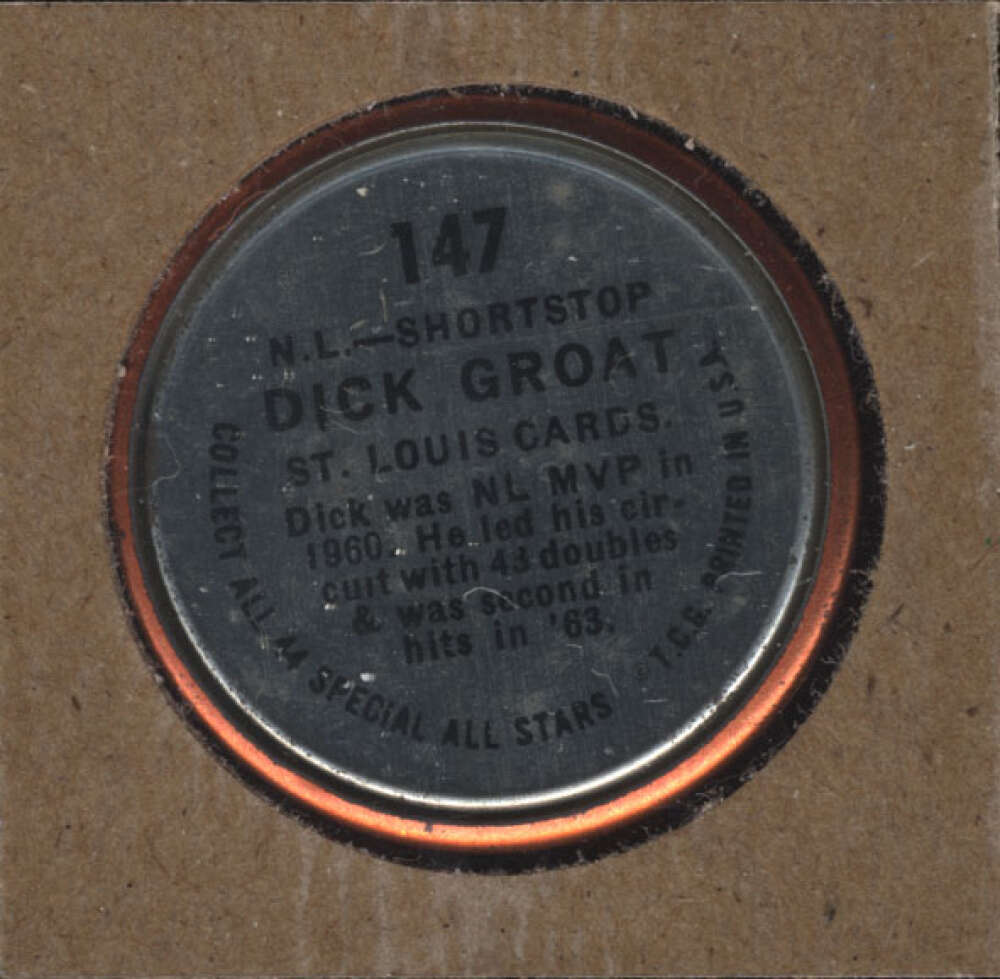 147
N.L.—SHORTSTOP
DICK GROAT
ST. LOUIS CARDS.
Dick was NL MVP in
1960. He led his cir-
cuit with 43 doubles
& was second in
hits in '63.
COLLECT ALL 44 SPECIAL ALL STARS
© T.C.G. PRINTED IN USA